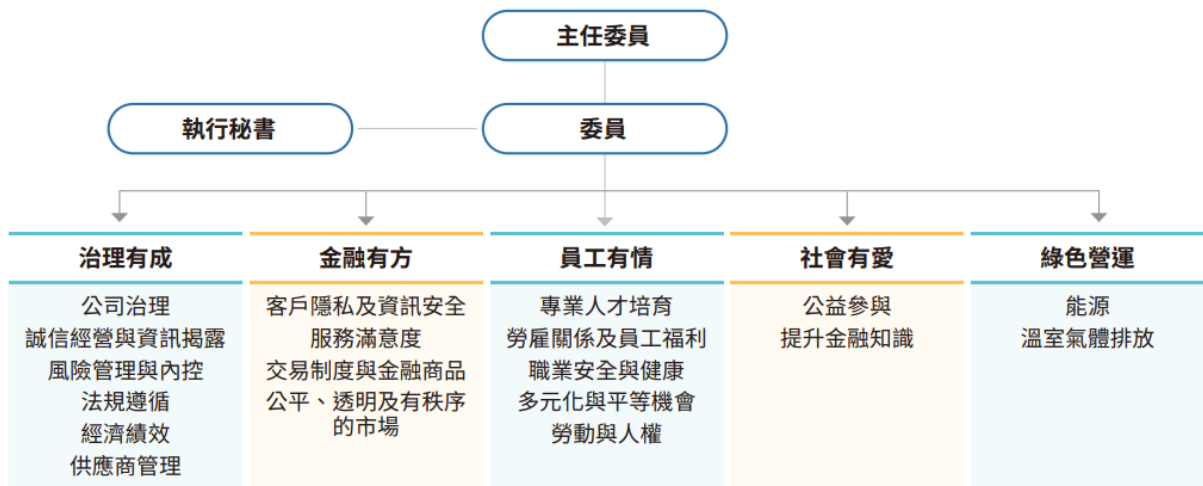 主任委員
執行秘書
委員
治理有成
公司治理
誠信經營與資訊揭露
風險管理與內控
法規遵循
經濟績效
供應商管理
金融有方
客戶隱私及資訊安全
服務滿意度
交易制度與金融商品
公平、透明及有秩序
的市場
員工有情
專業人才培育
勞雇關係及員工福利
職業安全與健康
多元化與平等機會
勞動與人權
社會有愛
公益參與
提升金融知識
綠色營運
能源
溫室氣體排放